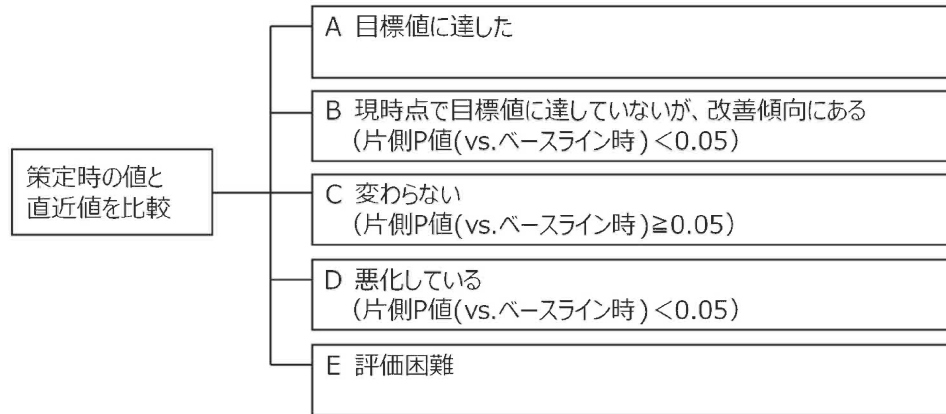 策定時の値と
直近値を比較
A 目標値に達した
B 現時点で目標値に達していないが、改善傾向にある
（片側P値(vs.ベースライン時)＜0.05）
C 変わらない
（片側P値(vs.ベースライン時)≧0.05）
D 悪化している
（片側P値(vs.ベースライン時)＜0.05）
E 評価困難